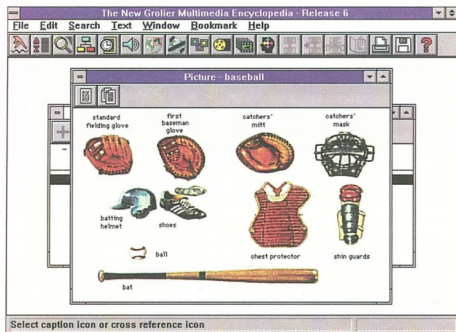 The New Grolier Multimedia Encyclopedia - Release 6
File Edit Search Text Window Bookmark Help
Picture - baseball
standard
fielding glove
first
baseman
glove
catchers'
mitt
catchers'
mask
batting
helmet
shoes
ball
chest protector
shin guards
bat
Select caption icon or cross reference icon